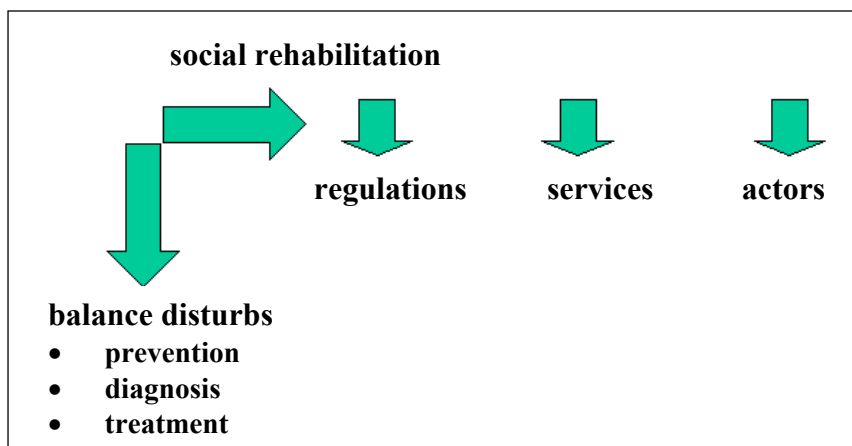 social rehabilitation
regulations services actors
balance disturbs
• prevention
• diagnosis
• treatment